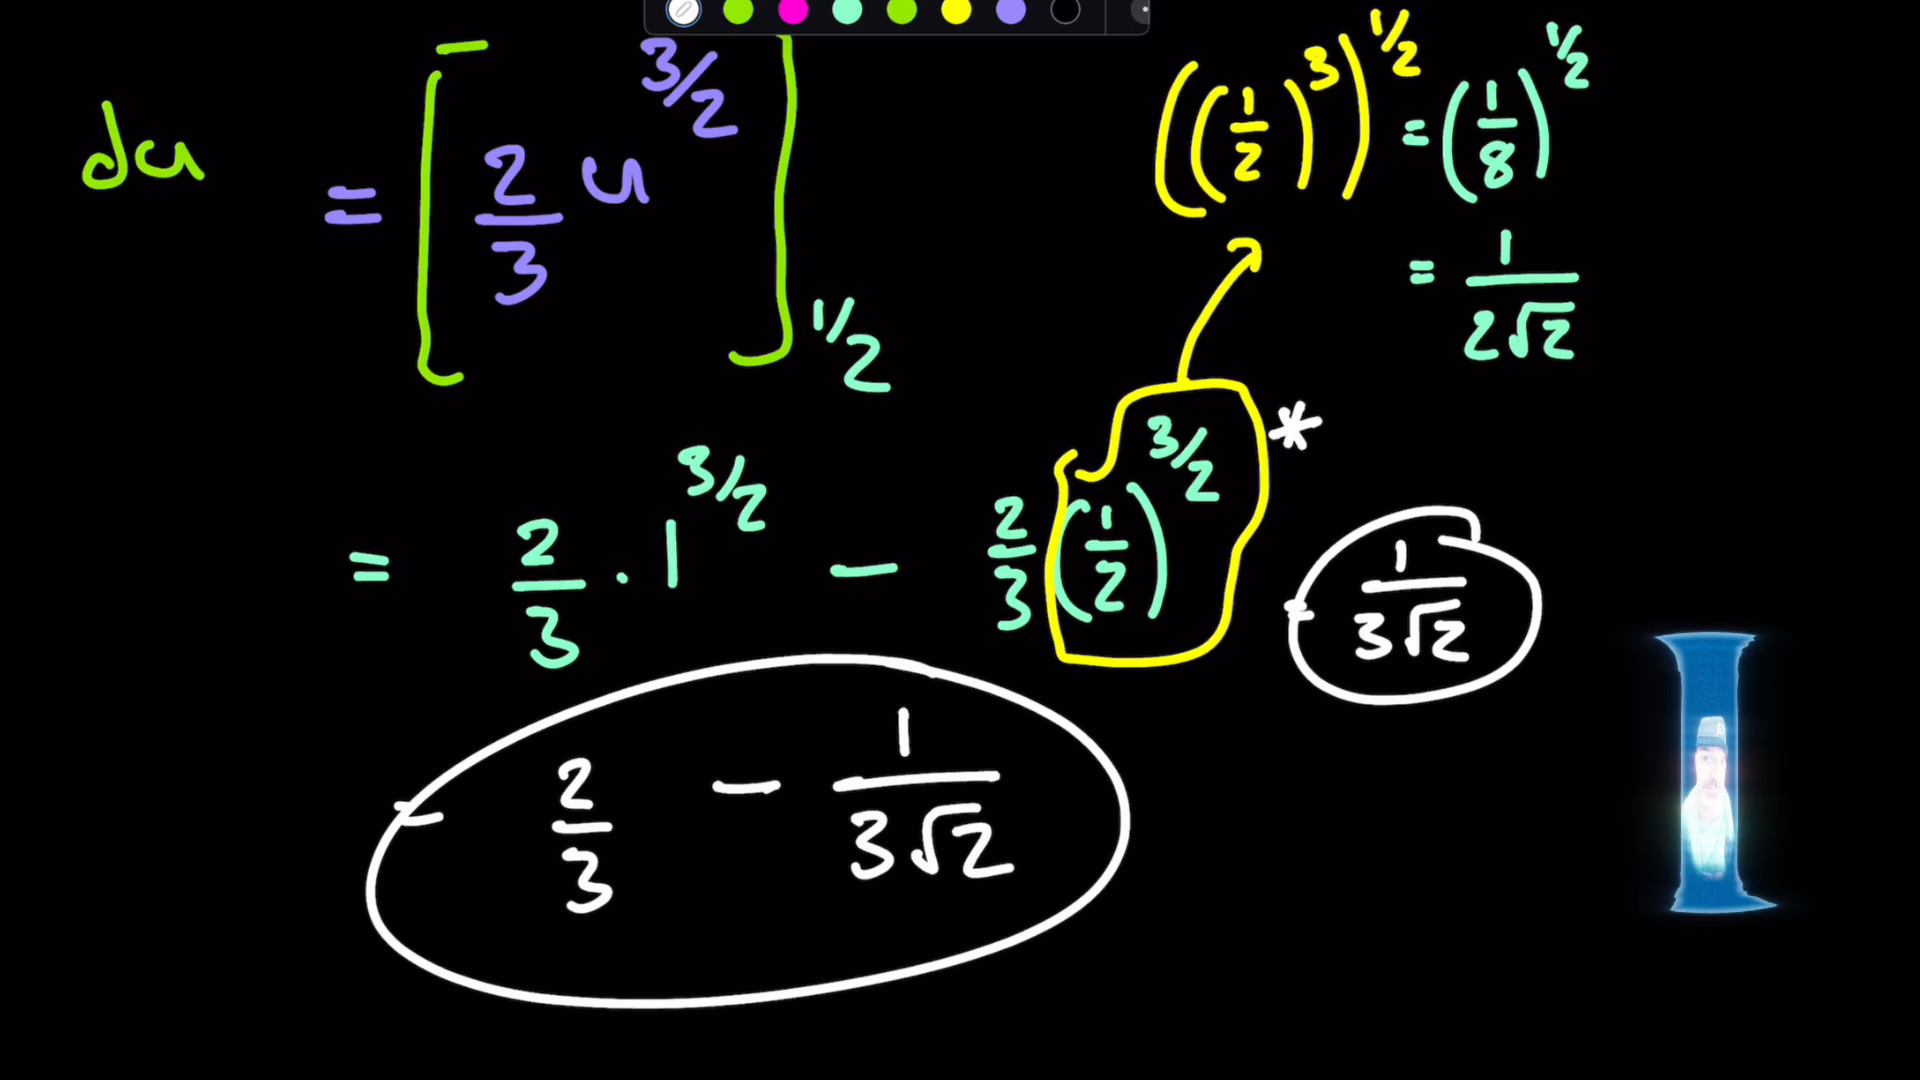 du = [ 2/3 u^3/2 ]_1/2
((1/2)^3)^1/2 = (1/8)^1/2
= 1/2√2
= 2/3 · 1^3/2 − 2/3 (1/2)^3/2 *
= 1/3√2
= 2/3 − 1/3√2